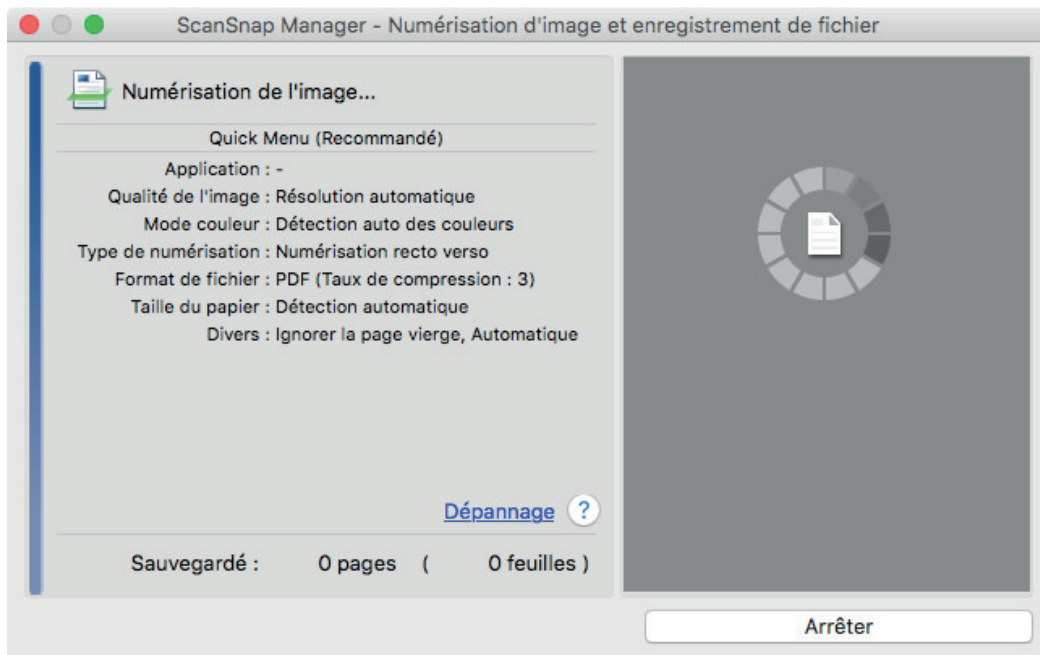 ScanSnap Manager - Numérisation d'image et enregistrement de fichier
Numérisation de l'image...
Quick Menu (Recommandé)
Application : -
Qualité de l'image : Résolution automatique
Mode couleur : Détection auto des couleurs
Type de numérisation : Numérisation recto verso
Format de fichier : PDF (Taux de compression : 3)
Taille du papier : Détection automatique
Divers : Ignorer la page vierge, Automatique
Dépannage ?
Sauvegardé : 0 pages ( 0 feuilles )
Arrêter